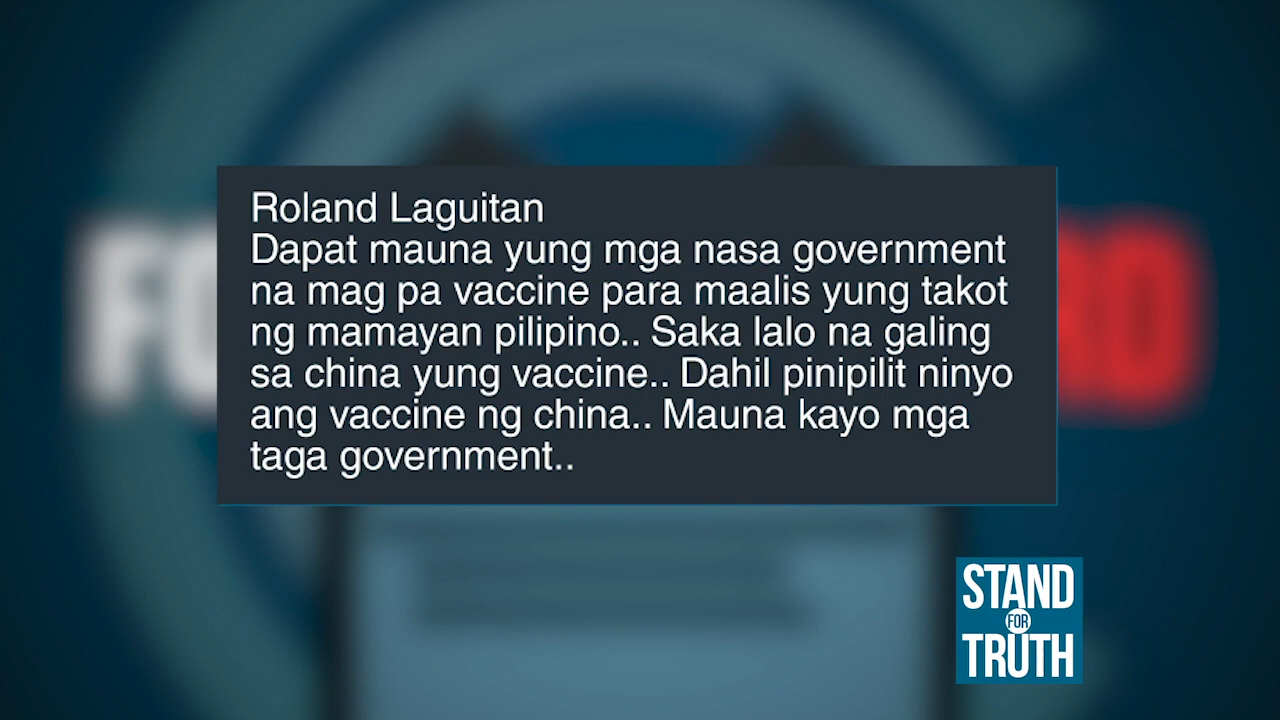 Roland Laguitan
Dapat mauna yung mga nasa government
na mag pa vaccine para maalis yung takot
ng mamayan pilipino.. Saka lalo na galing
sa china yung vaccine.. Dahil pinipilit ninyo
ang vaccine ng china.. Mauna kayo mga
taga government..
STAND
FOR
TRUTH